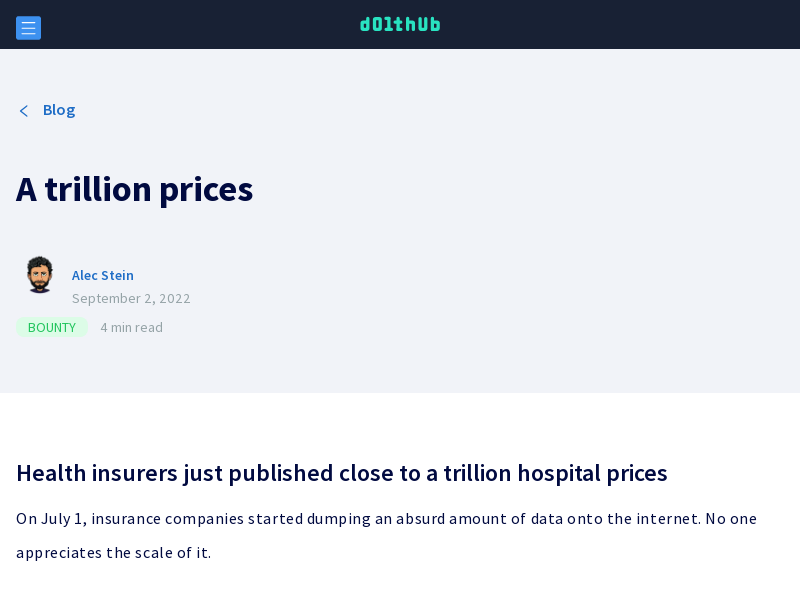 d0lthub
Blog
A trillion prices
Alec Stein
September 2, 2022
BOUNTY 4 min read
Health insurers just published close to a trillion hospital prices
On July 1, insurance companies started dumping an absurd amount of data onto the internet. No one
appreciates the scale of it.